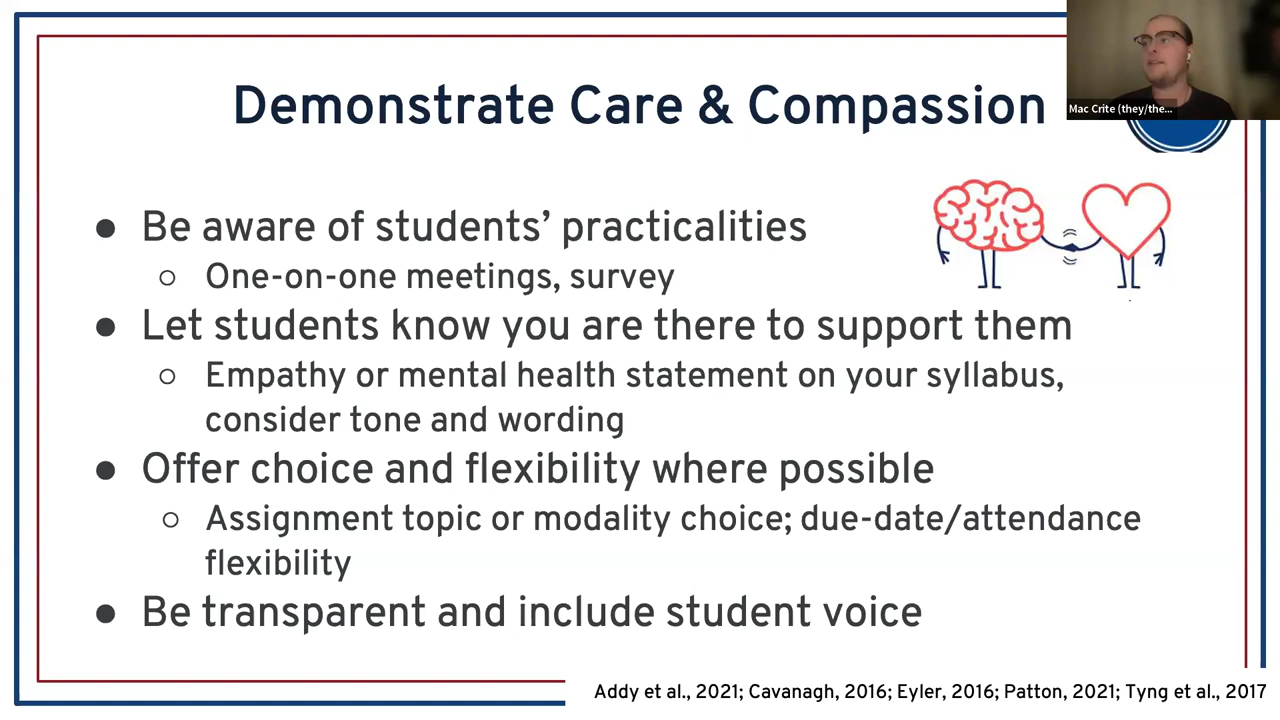 Demonstrate Care & Compassion
Mac Crite (they/the...
● Be aware of students’ practicalities
○ One-on-one meetings, survey
● Let students know you are there to support them
○ Empathy or mental health statement on your syllabus,
consider tone and wording
● Offer choice and flexibility where possible
○ Assignment topic or modality choice; due-date/attendance
flexibility
● Be transparent and include student voice
Addy et al., 2021; Cavanagh, 2016; Eyler, 2016; Patton, 2021; Tyng et al., 2017